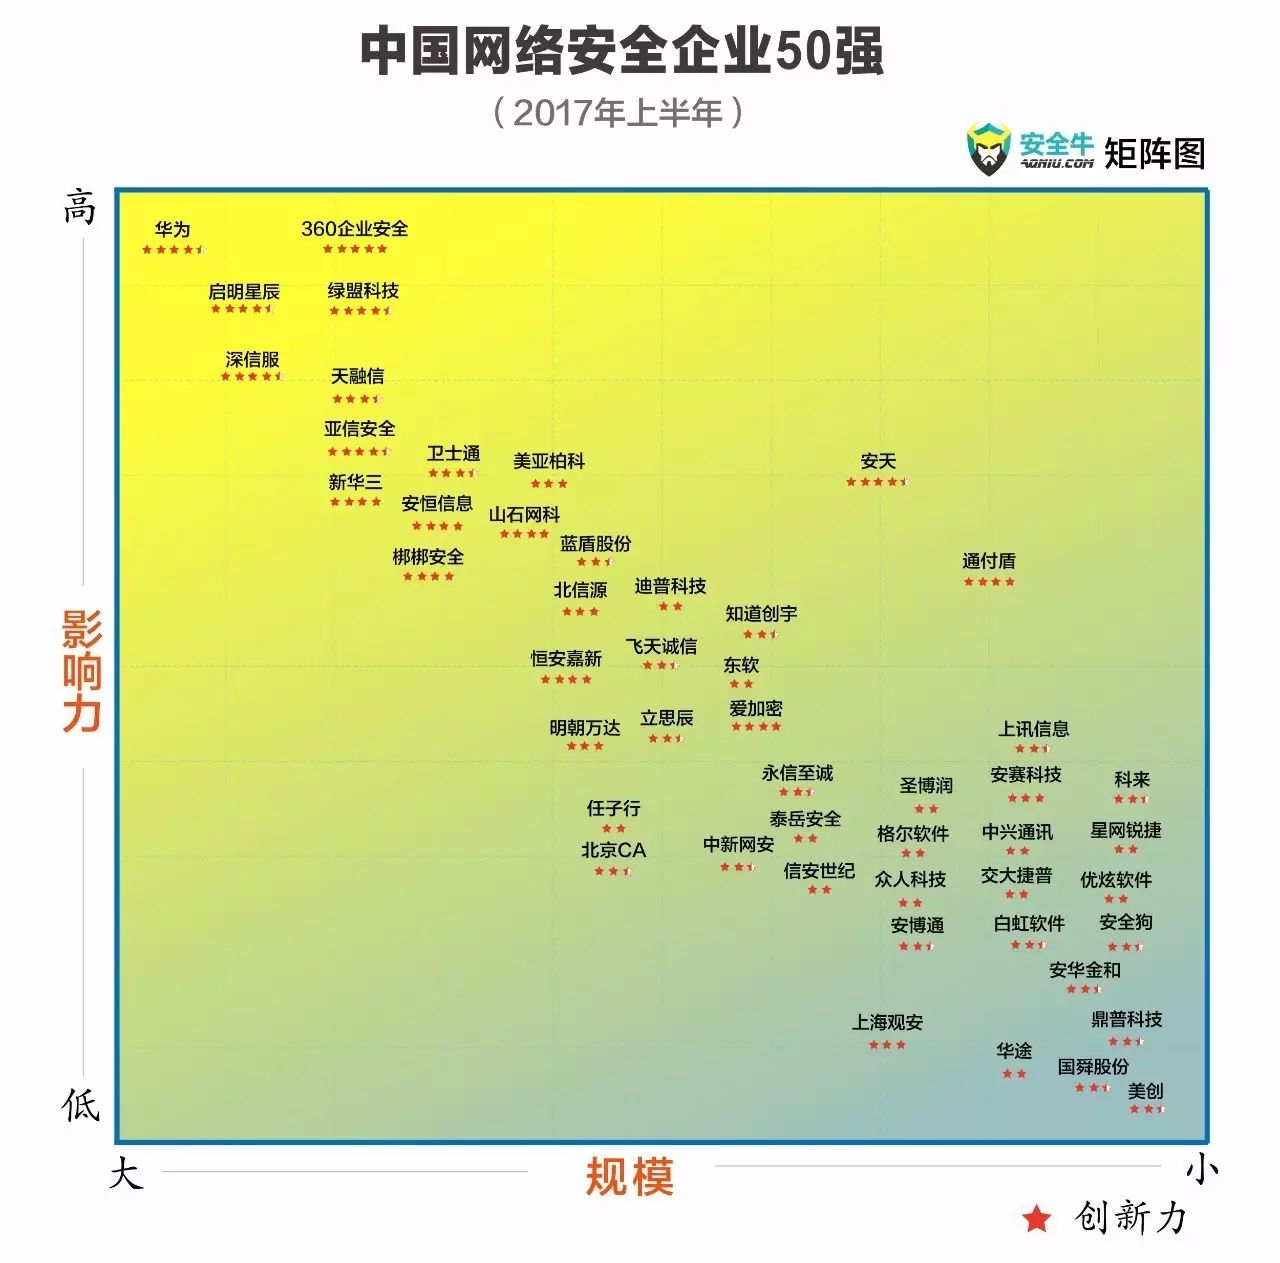 中国网络安全企业50强
（2017年上半年）
安全牛
AQNIU.COM
矩阵图
高
华为
360企业安全
启明星辰
绿盟科技
深信服
天融信
亚信安全
卫士通
美亚柏科
安天
新华三
安恒信息
山石网科
蓝盾股份
梆梆安全
通付盾
北信源
迪普科技
知道创宇
影响力
飞天诚信
恒安嘉新
东软
爱加密
立思辰
明朝万达
上讯信息
永信至诚
安赛科技
科来
圣博润
任子行
泰岳安全
格尔软件
中兴通讯
星网锐捷
中新网安
北京CA
信安世纪
众人科技
交大捷普
优炫软件
安博通
白虹软件
安全狗
安华金和
上海观安
鼎普科技
华途
国舜股份
美创
低
大
规模
小
创新力